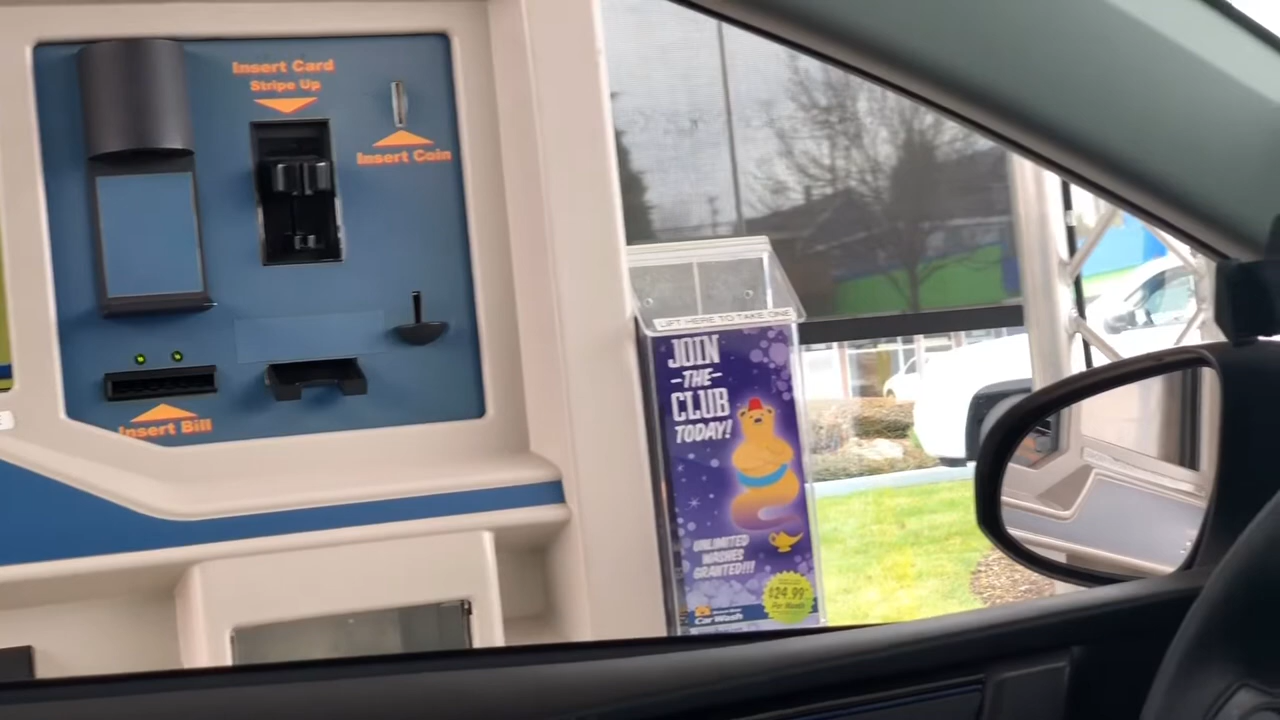 Insert Card
Stripe Up
Insert Coin
Insert Bill
LIFT HERE TO TAKE ONE
JOIN
-THE-
CLUB
TODAY!
UNLIMITED
WASHES
GRANTED!!!
$24.99
Per Month
Car Wash